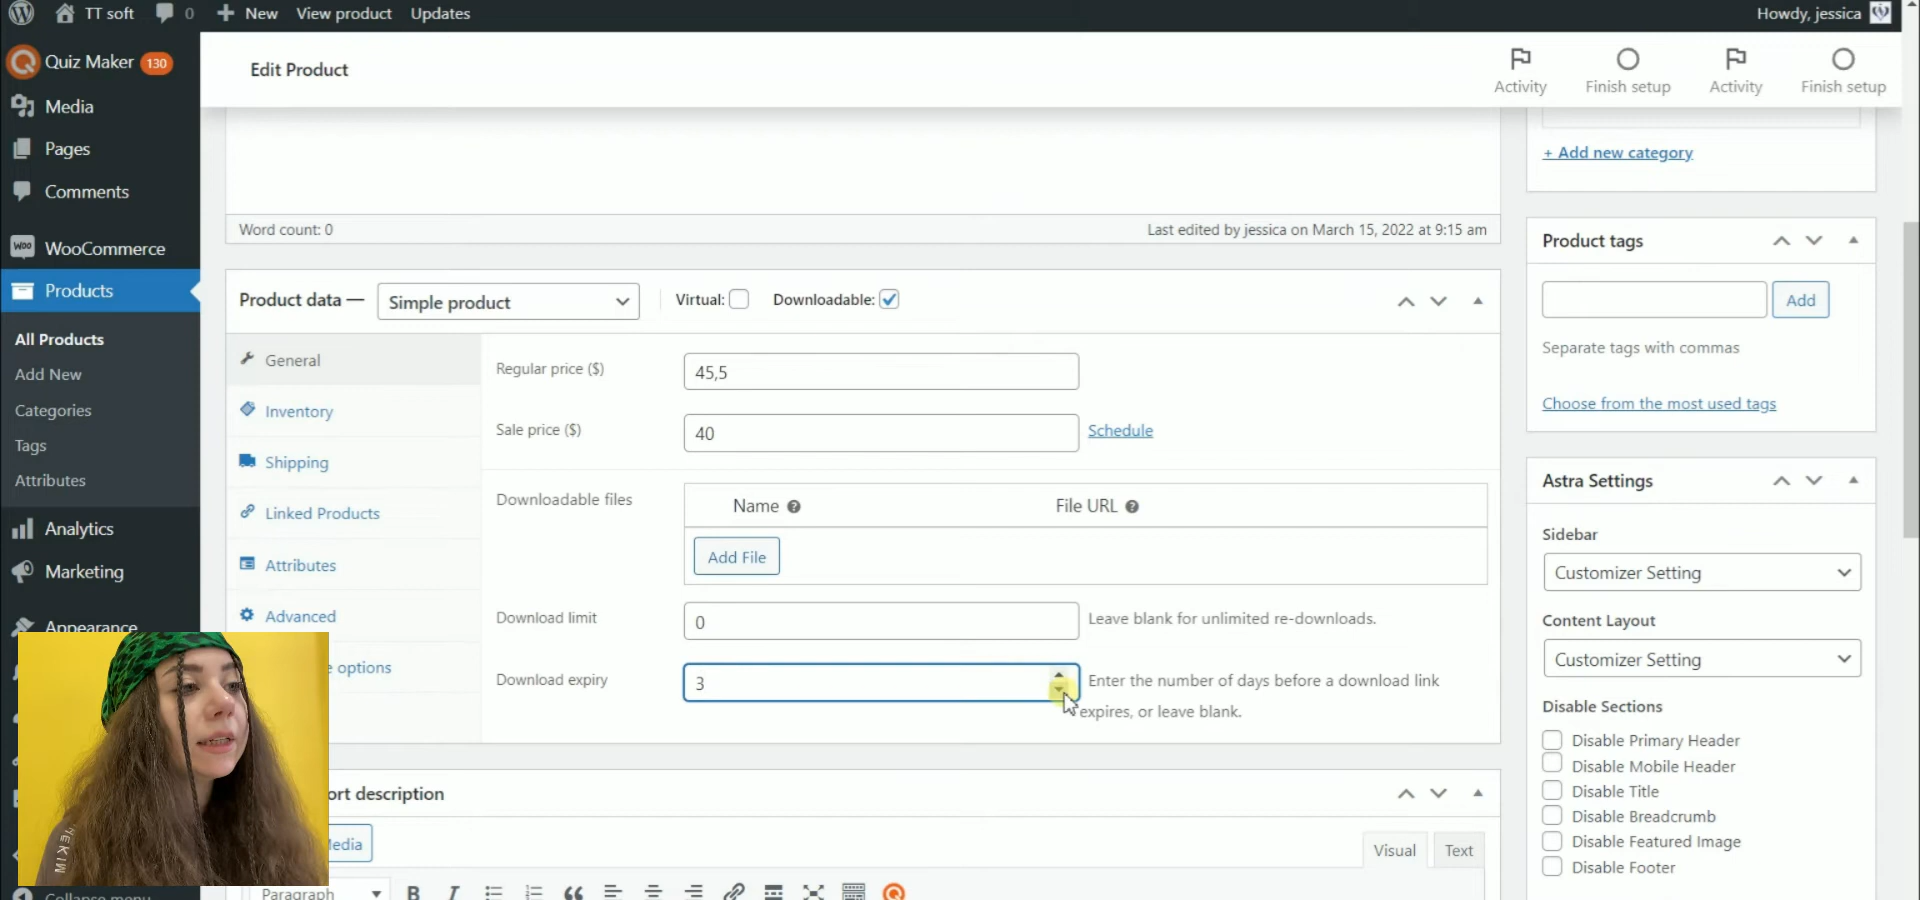 TT soft
0
New
View product
Updates
Howdy, jessica
Quiz Maker 130
Media
Pages
Comments
WOO WooCommerce
Products
All Products
Add New
Categories
Tags
Attributes
Analytics
Marketing
Appearance
Collapse menu
Edit Product
Activity
Finish setup
Activity
Finish setup
Word count: 0
Last edited by jessica on March 15, 2022 at 9:15 am
Product data —
Simple product
Virtual:
Downloadable:
General
Inventory
Shipping
Linked Products
Attributes
Advanced
e options
Regular price ($)
45,5
Sale price ($)
40
Schedule
Downloadable files
Name
File URL
Add File
Download limit
0
Leave blank for unlimited re-downloads.
Download expiry
3
Enter the number of days before a download link
expires, or leave blank.
ort description
Media
Visual
Text
Paragraph
+ Add new category
Product tags
Add
Separate tags with commas
Choose from the most used tags
Astra Settings
Sidebar
Customizer Setting
Content Layout
Customizer Setting
Disable Sections
Disable Primary Header
Disable Mobile Header
Disable Title
Disable Breadcrumb
Disable Featured Image
Disable Footer